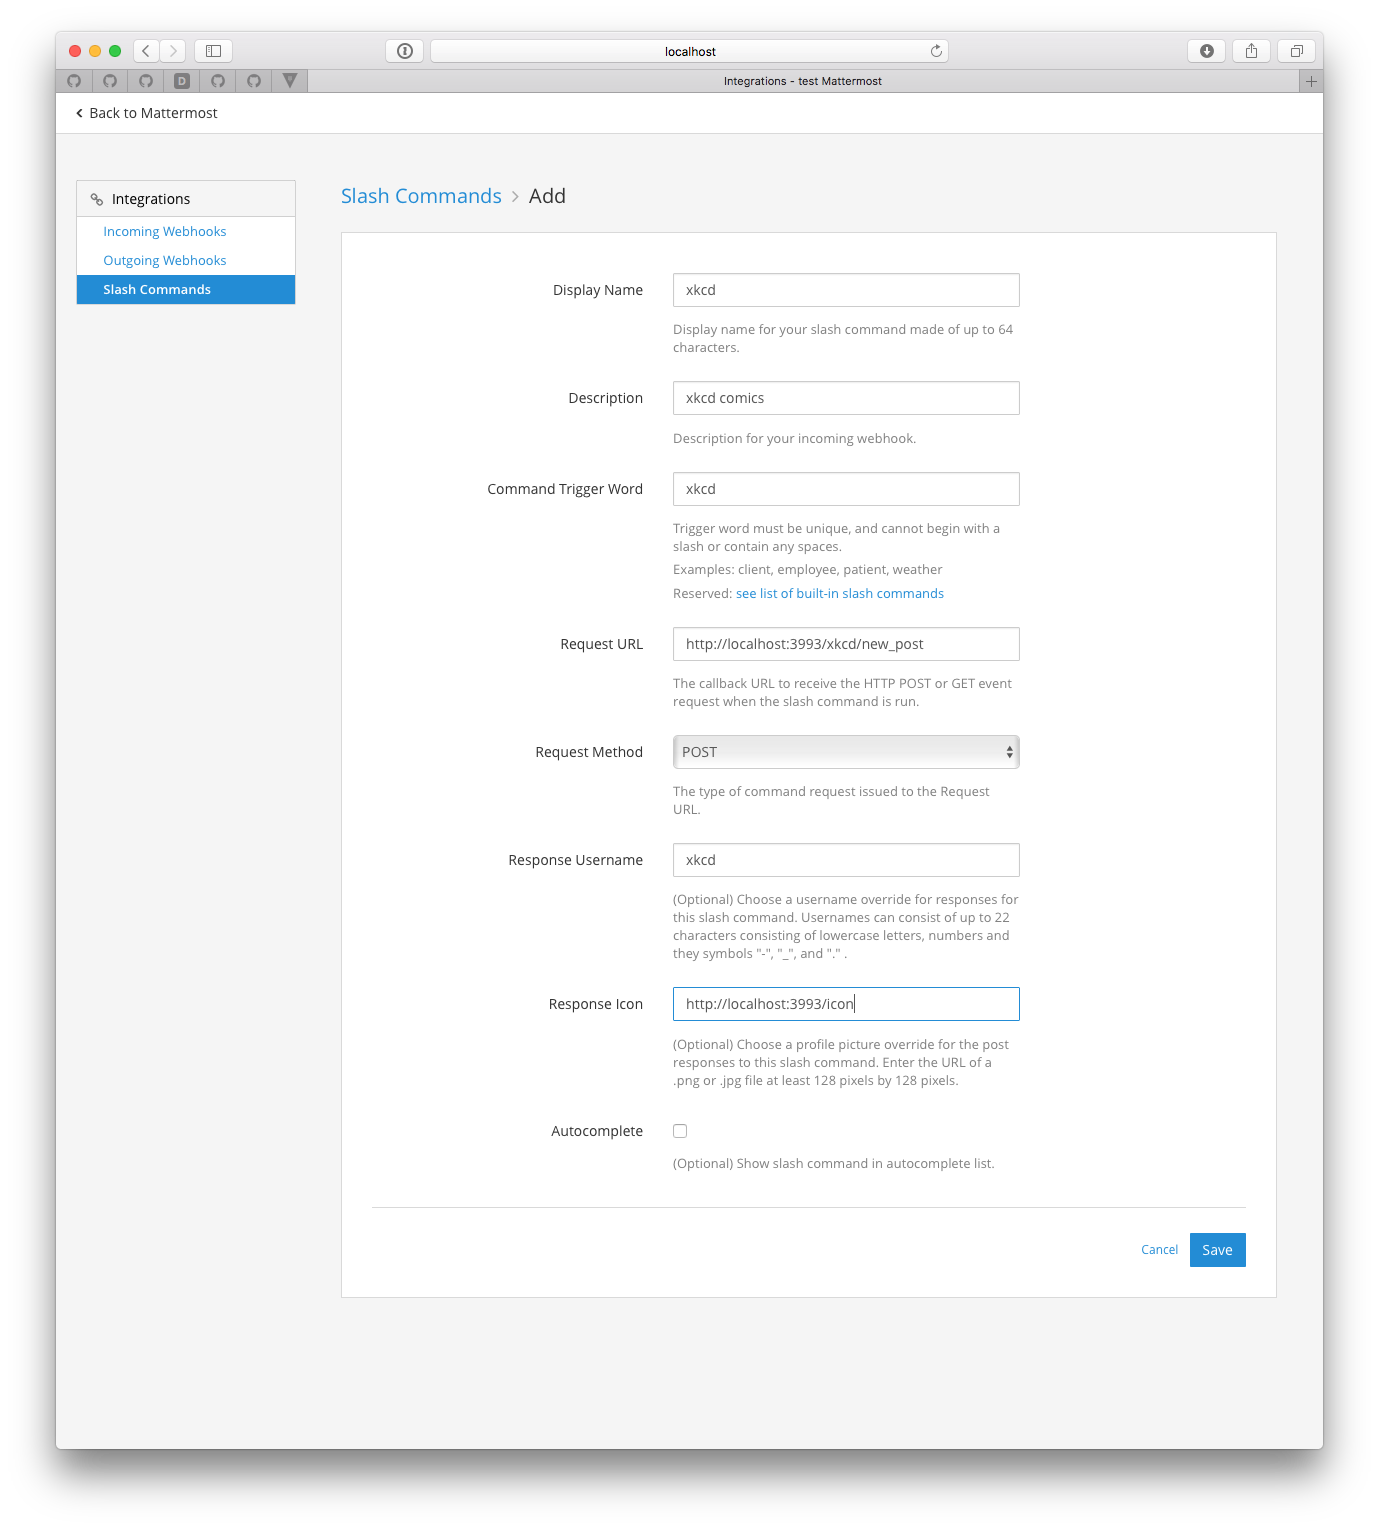 localhost
D
Integrations - test Mattermost
Back to Mattermost
Integrations
Incoming Webhooks
Outgoing Webhooks
Slash Commands
Slash Commands > Add
Display Name
xkcd
Display name for your slash command made of up to 64
characters.
Description
xkcd comics
Description for your incoming webhook.
Command Trigger Word
xkcd
Trigger word must be unique, and cannot begin with a
slash or contain any spaces.
Examples: client, employee, patient, weather
Reserved: see list of built-in slash commands
Request URL
http://localhost:3993/xkcd/new_post
The callback URL to receive the HTTP POST or GET event
request when the slash command is run.
Request Method
POST
The type of command request issued to the Request
URL.
Response Username
xkcd
(Optional) Choose a username override for responses for
this slash command. Usernames can consist of up to 22
characters consisting of lowercase letters, numbers and
they symbols "-", "_", and "." .
Response Icon
http://localhost:3993/icon
(Optional) Choose a profile picture override for the post
responses to this slash command. Enter the URL of a
.png or .jpg file at least 128 pixels by 128 pixels.
Autocomplete
(Optional) Show slash command in autocomplete list.
Cancel
Save